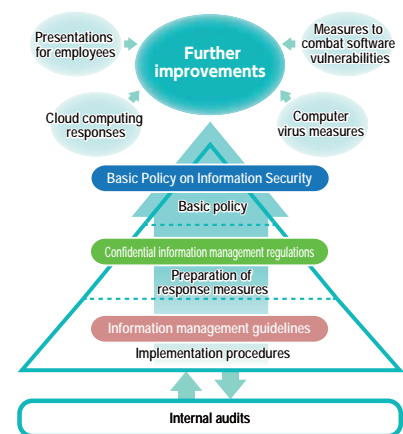 Presentations
for employees
Further
improvements
Measures to
combat software
vulnerabilities
Cloud computing
responses
Computer
virus measures
Basic Policy on Information Security
Basic policy
Confidential information management regulations
Preparation of
response measures
Information management guidelines
Implementation procedures
Internal audits